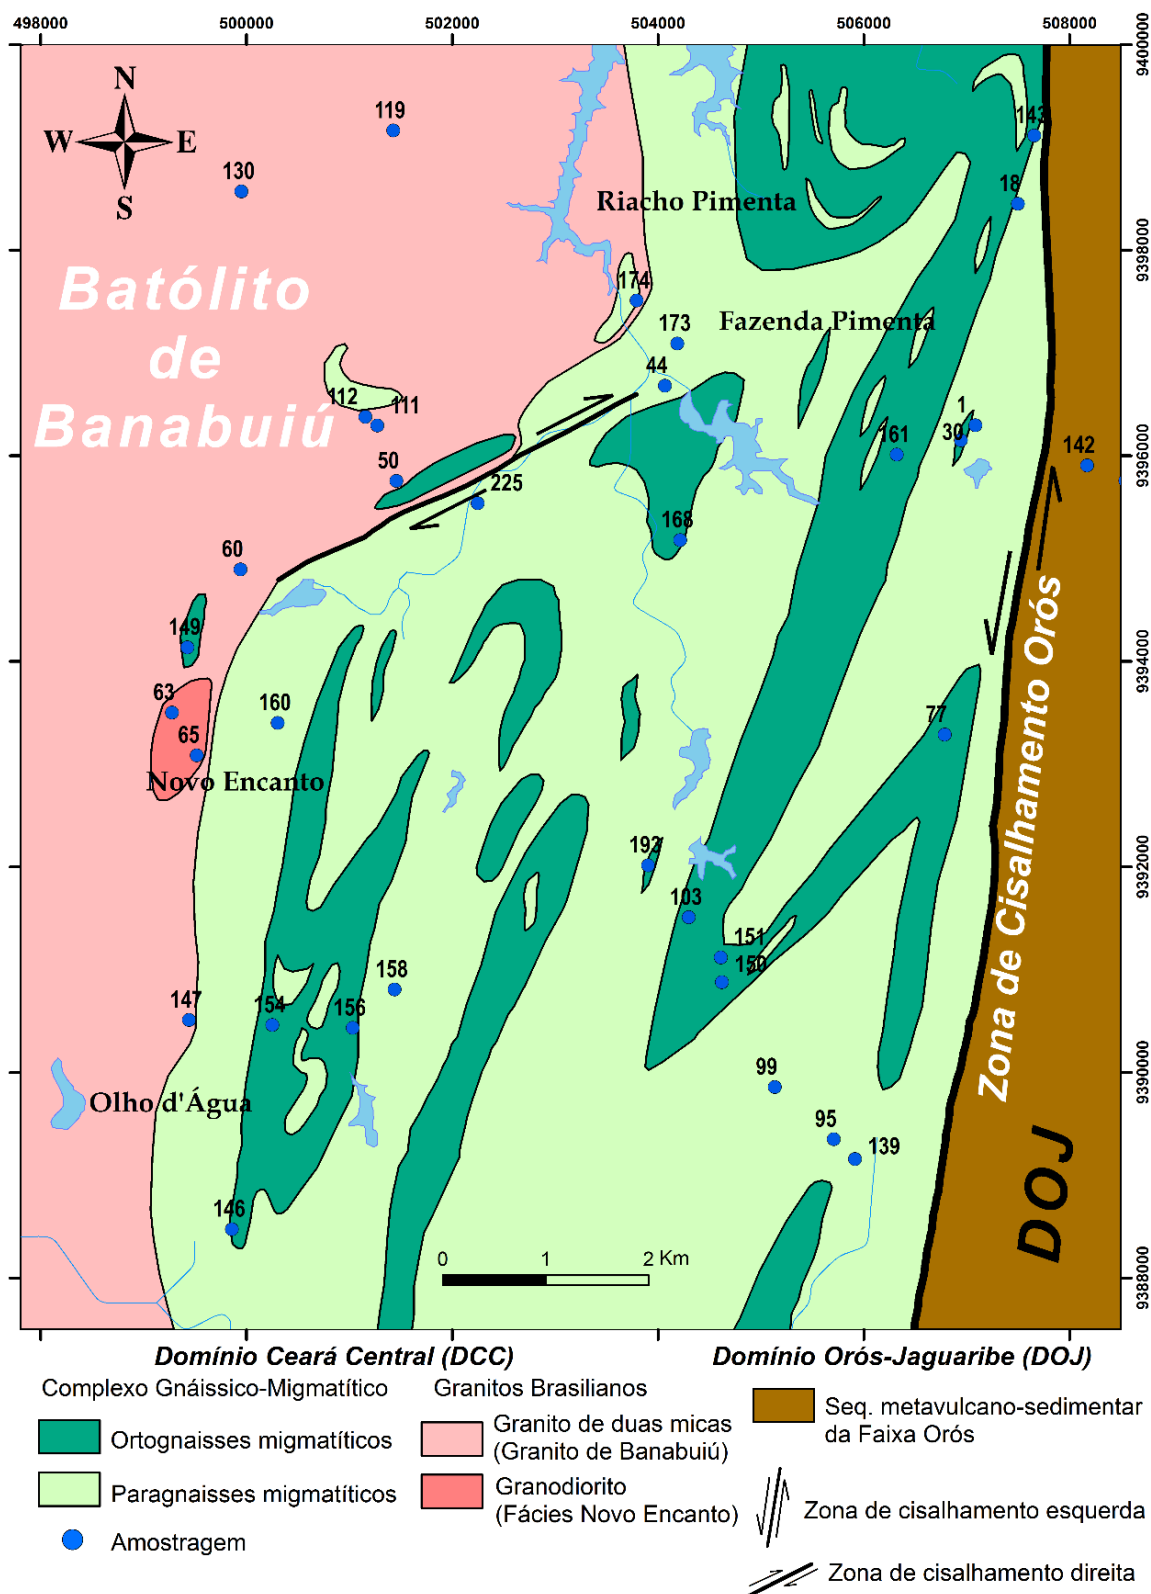 498000
500000
502000
504000
506000
508000
9400000
9398000
9396000
9394000
9392000
9390000
9388000
N
W
E
S
119
130
143
18
Riacho Pimenta
Batólito
de
Banabuiú
174
173
Fazenda Pimenta
44
112
111
1
30
161
142
50
225
168
60
149
63
160
65
77
Novo Encanto
193
103
151
150
158
147
154
156
99
Olho d'Água
95
139
146
Zona de Cisalhamento Orós
DOJ
0
1
2 Km
Domínio Ceará Central (DCC)
Complexo Gnáissico-Migmatítico
Ortognaisses migmatíticos
Paragnaisses migmatíticos
Amostragem
Granitos Brasilianos
Granito de duas micas
(Granito de Banabuiú)
Granodiorito
(Fácies Novo Encanto)
Domínio Orós-Jaguaribe (DOJ)
Seq. metavulcano-sedimentar
da Faixa Orós
Zona de cisalhamento esquerda
Zona de cisalhamento direita